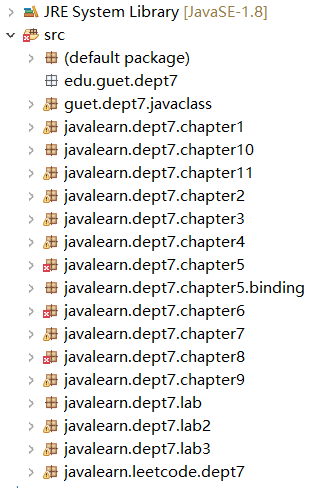 JRE System Library [JavaSE-1.8]
src
(default package)
edu.guet.dept7
guet.dept7.javaclass
javalearn.dept7.chapter1
javalearn.dept7.chapter10
javalearn.dept7.chapter11
javalearn.dept7.chapter2
javalearn.dept7.chapter3
javalearn.dept7.chapter4
javalearn.dept7.chapter5
javalearn.dept7.chapter5.binding
javalearn.dept7.chapter6
javalearn.dept7.chapter7
javalearn.dept7.chapter8
javalearn.dept7.chapter9
javalearn.dept7.lab
javalearn.dept7.lab2
javalearn.dept7.lab3
javalearn.leetcode.dept7